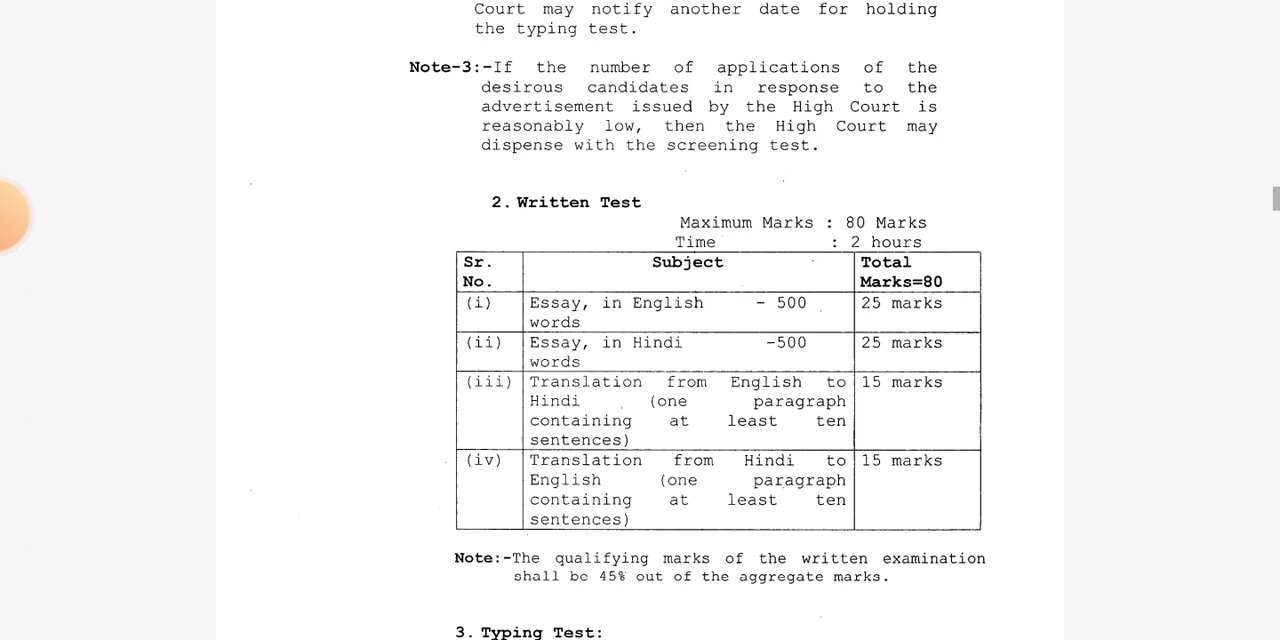 Court may notify another date for holding
the typing test.
Note-3:-If the number of applications of the
desirous candidates in response to the
advertisement issued by the High Court is
reasonably low, then the High Court may
dispense with the screening test.
2. Written Test
Maximum Marks : 80 Marks
Time : 2 hours
Sr. Subject Total
No. Marks=80
(i) Essay, in English - 500 25 marks
words
(ii) Essay, in Hindi -500 25 marks
words
(iii) Translation from English to 15 marks
Hindi (one paragraph
containing at least ten
sentences)
(iv) Translation from Hindi to 15 marks
English (one paragraph
containing at least ten
sentences)
Note:-The qualifying marks of the written examination
shall be 45% out of the aggregate marks.
3. Typing Test: